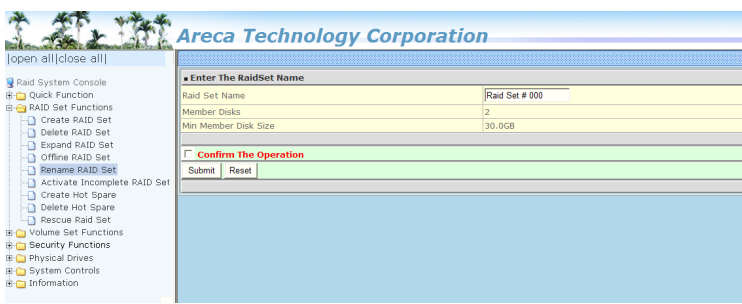 Areca Technology Corporation
|open all|close all|
Raid System Console
Quick Function
RAID Set Functions
Create RAID Set
Delete RAID Set
Expand RAID Set
Offline RAID Set
Rename RAID Set
Activate Incomplete RAID Set
Create Hot Spare
Delete Hot Spare
Rescue Raid Set
Volume Set Functions
Security Functions
Physical Drives
System Controls
Information
Enter The RaidSet Name
Raid Set Name Raid Set # 000
Member Disks 2
Min Member Disk Size 30.0GB
Confirm The Operation
Submit Reset